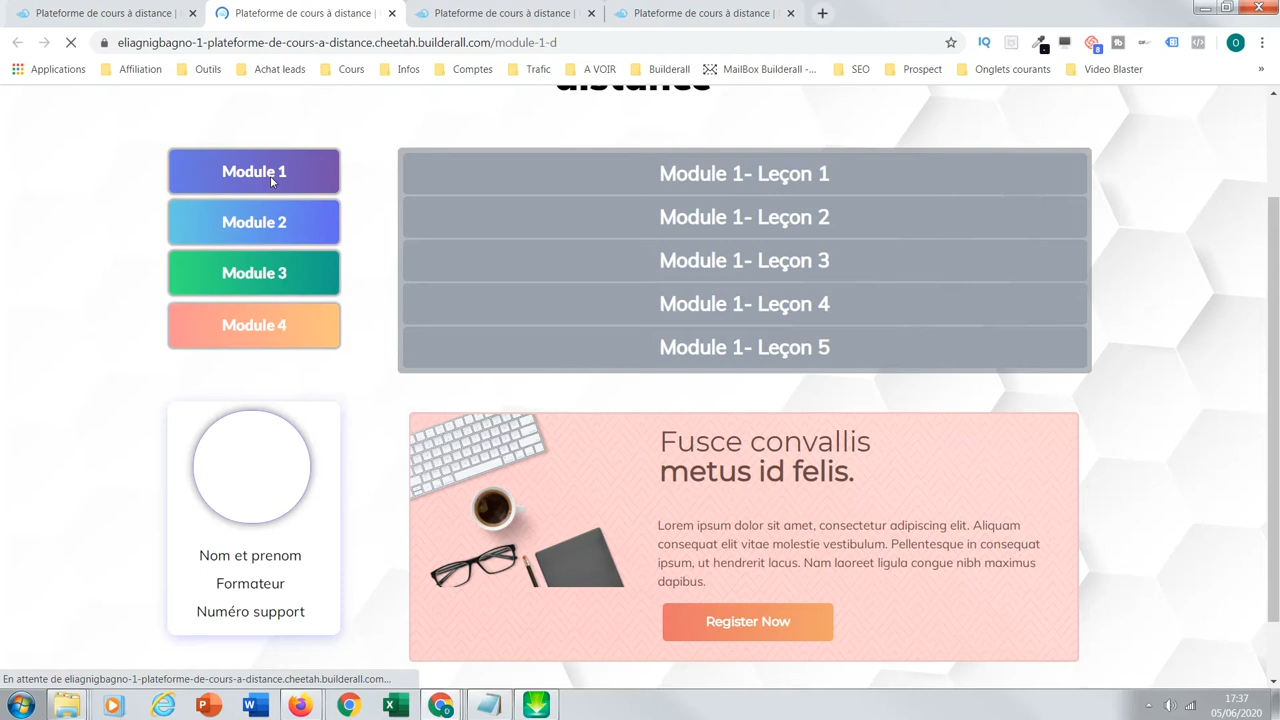 Plateforme de cours à distance |
Plateforme de cours à distance |
Plateforme de cours à distance |
Plateforme de cours à distance |
eliagnigbagno-1-plateforme-de-cours-a-distance.cheetah.builderall.com/module-1-d
IQ
8
O
Applications
Affiliation
Outils
Achat leads
Cours
Infos
Comptes
Trafic
A VOIR
Builderall
MailBox Builderall -...
SEO
Prospect
Onglets courants
Video Blaster
»
distance
Module 1
Module 2
Module 3
Module 4
Module 1- Leçon 1
Module 1- Leçon 2
Module 1- Leçon 3
Module 1- Leçon 4
Module 1- Leçon 5
Nom et prenom
Formateur
Numéro support
Fusce convallis
metus id felis.
Lorem ipsum dolor sit amet, consectetur adipiscing elit. Aliquam
consequat elit vitae molestie vestibulum. Pellentesque in consequat
ipsum, ut hendrerit lacus. Nam laoreet ligula congue nibh maximus
dapibus.
Register Now
En attente de eliagnigbagno-1-plateforme-de-cours-a-distance.cheetah.builderall.com...
17:37
05/06/2020